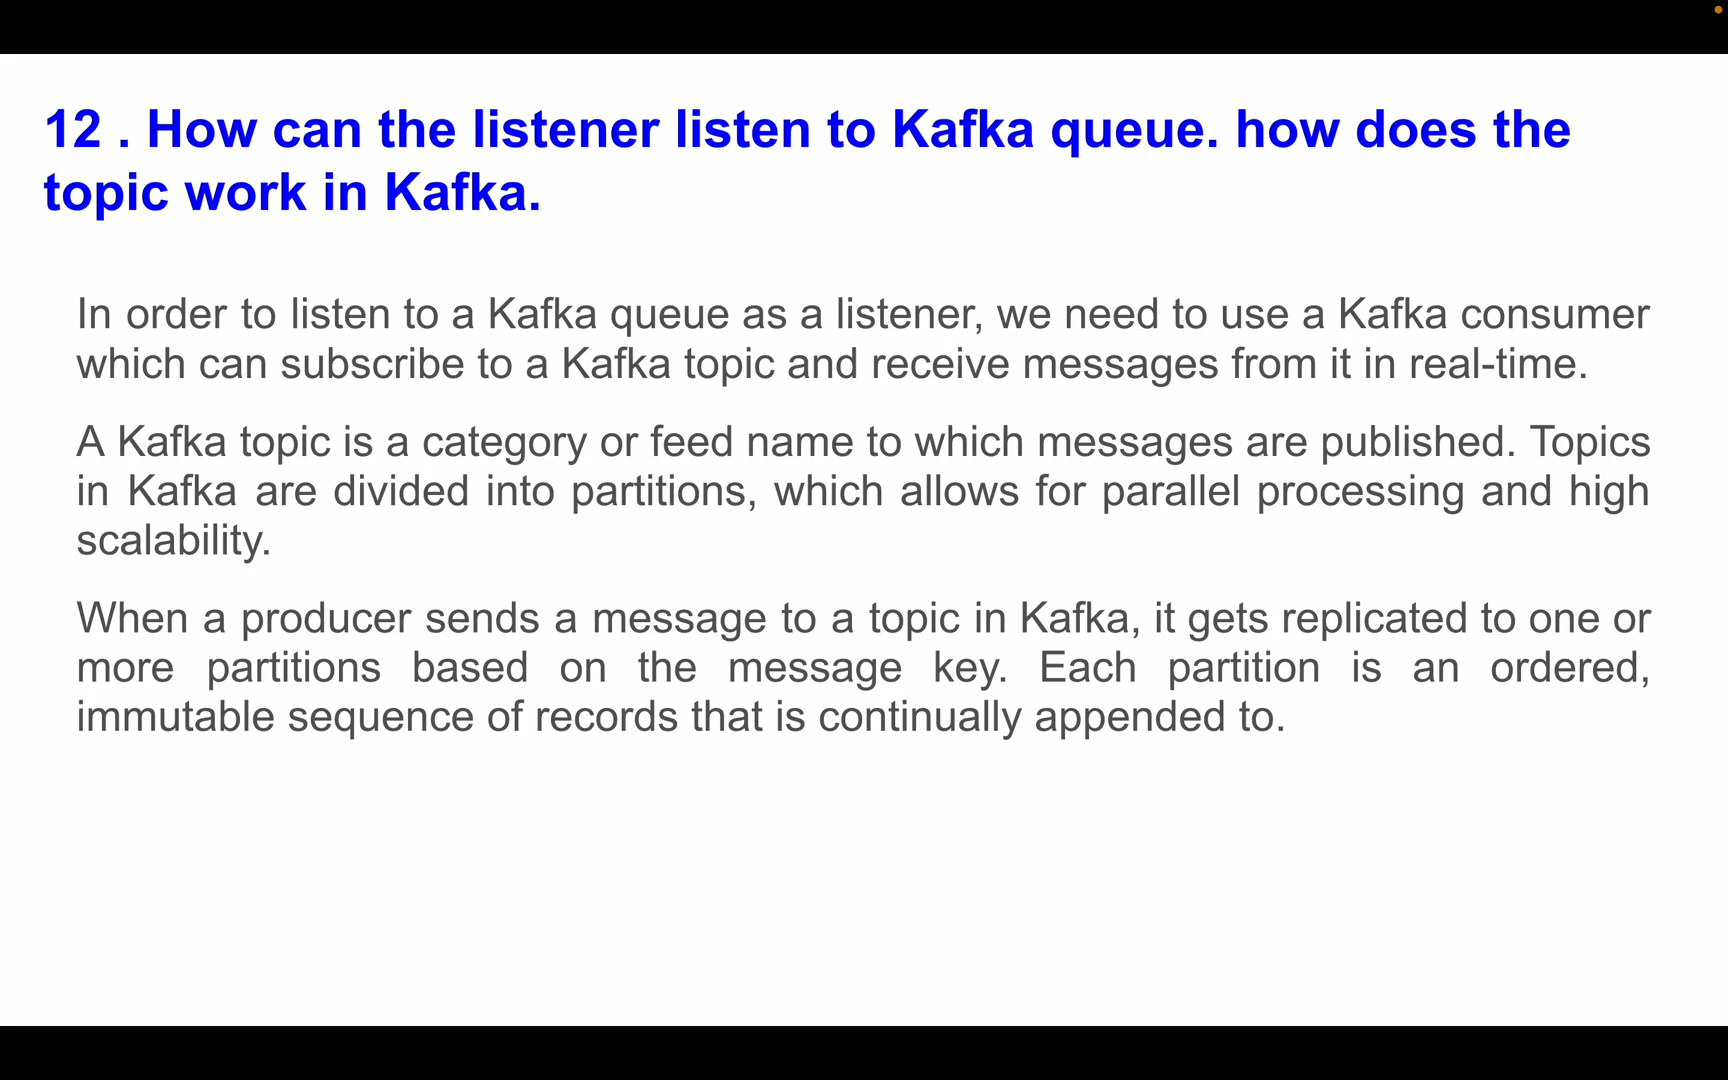 12 . How can the listener listen to Kafka queue. how does the
topic work in Kafka.
In order to listen to a Kafka queue as a listener, we need to use a Kafka consumer
which can subscribe to a Kafka topic and receive messages from it in real-time.
A Kafka topic is a category or feed name to which messages are published. Topics
in Kafka are divided into partitions, which allows for parallel processing and high
scalability.
When a producer sends a message to a topic in Kafka, it gets replicated to one or
more partitions based on the message key. Each partition is an ordered,
immutable sequence of records that is continually appended to.